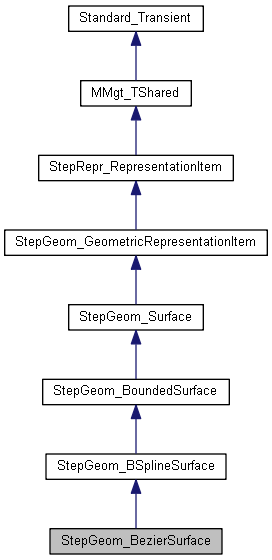 Standard_Transient
MMgt_TShared
StepRepr_RepresentationItem
StepGeom_GeometricRepresentationItem
StepGeom_Surface
StepGeom_BoundedSurface
StepGeom_BSplineSurface
StepGeom_BezierSurface